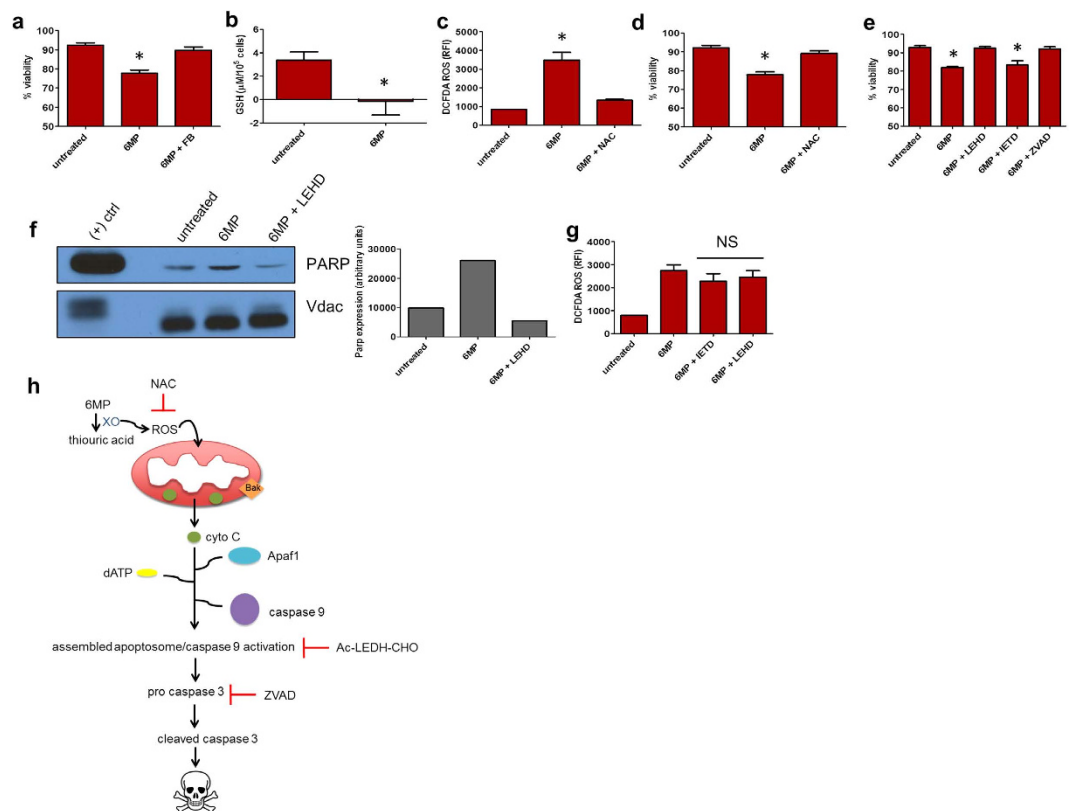 a
% viability
100
90
80
70
60
50
*
untreated
6MP
6MP + FB
b
GSH (μM/10⁵ cells)
6
4
2
0
-2
*
untreated
6MP
c
DCFDA ROS (RFI)
5000
4000
3000
2000
1000
0
*
untreated
6MP
6MP + NAC
d
% viability
100
90
80
70
60
50
*
untreated
6MP
6MP + NAC
e
% viability
100
90
80
70
60
50
*
*
untreated
6MP
6MP + LEHD
6MP + IETD
6MP + ZVAD
f
(+) ctrl
untreated
6MP
6MP + LEHD
PARP
Vdac
Parp expression (arbitrary units)
30000
20000
10000
0
untreated
6MP
6MP + LEHD
g
DCFDA ROS (RFI)
4000
3000
2000
1000
0
NS
untreated
6MP
6MP + IETD
6MP + LEHD
h
NAC
6MP
XO
ROS
thiouric acid
Bak
cyto C
Apaf1
dATP
caspase 9
assembled apoptosome/caspase 9 activation
Ac-LEDH-CHO
pro caspase 3
ZVAD
cleaved caspase 3